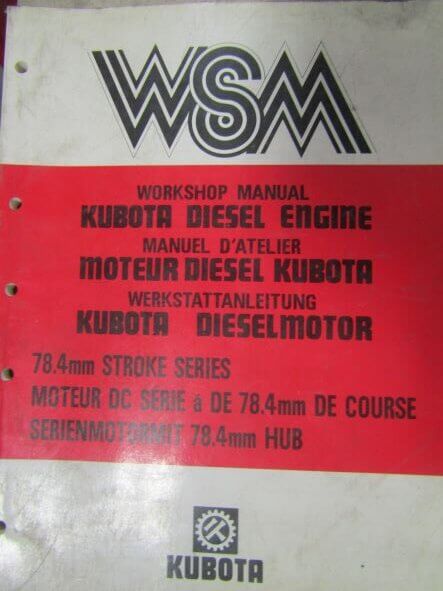 WSM
WORKSHOP MANUAL
KUBOTA DIESEL ENGINE
MANUEL D'ATELIER
MOTEUR DIESEL KUBOTA
WERKSTATTANLEITUNG
KUBOTA DIESELMOTOR
78.4mm STROKE SERIES
MOTEUR DC SÉRIE á DE 78.4mm DE COURSE
SERIENMOTORMIT 78.4mm HUB
KUBOTA